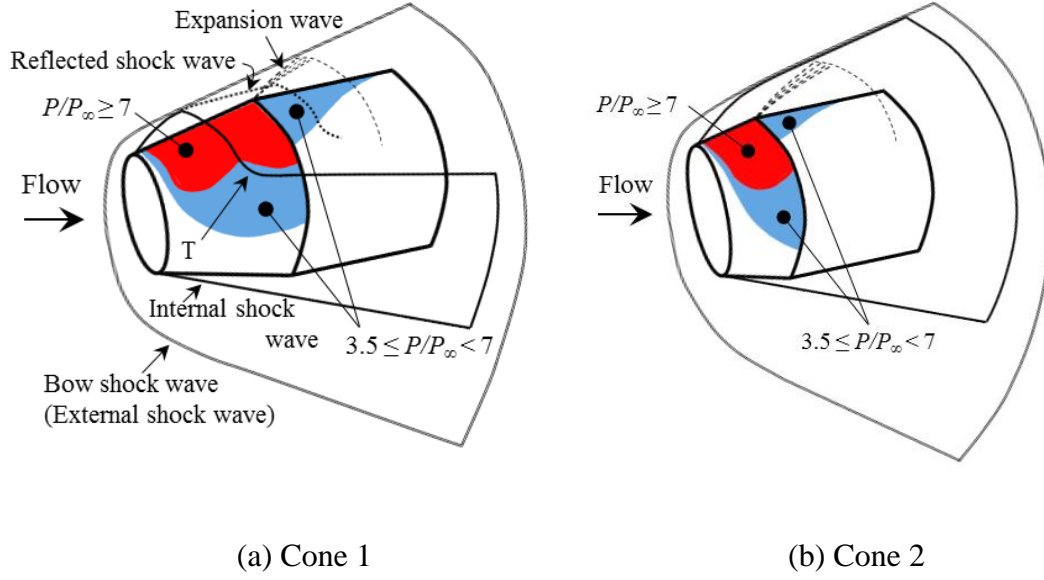 Expansion wave
Reflected shock wave
P/P∞ ≥ 7
Flow
T
Internal shock
wave
3.5 ≤ P/P∞ < 7
Bow shock wave
(External shock wave)
(a) Cone 1
P/P∞ ≥ 7
Flow
3.5 ≤ P/P∞ < 7
(b) Cone 2